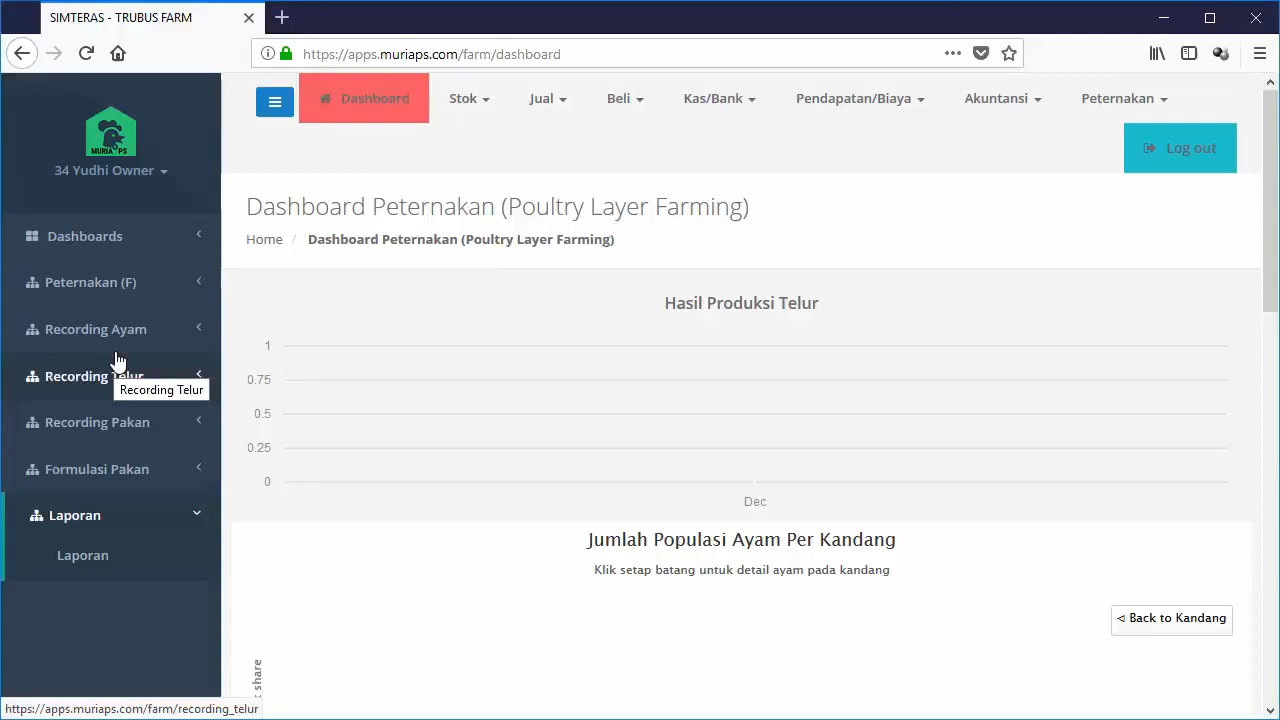 SIMTERAS - TRUBUS FARM
https://apps.muriaps.com/farm/dashboard
MURIAPS
34 Yudhi Owner
Dashboards
Peternakan (F)
Recording Ayam
Recording Telur
Recording Telur
Recording Pakan
Formulasi Pakan
Laporan
Laporan
Dashboard Stok Jual Beli Kas/Bank Pendapatan/Biaya Akuntansi Peternakan
Log out
Dashboard Peternakan (Poultry Layer Farming)
Home / Dashboard Peternakan (Poultry Layer Farming)
Hasil Produksi Telur
1
0.75
0.5
0.25
0
Dec
Jumlah Populasi Ayam Per Kandang
Klik setap batang untuk detail ayam pada kandang
◅ Back to Kandang
share
https://apps.muriaps.com/farm/recording_telur